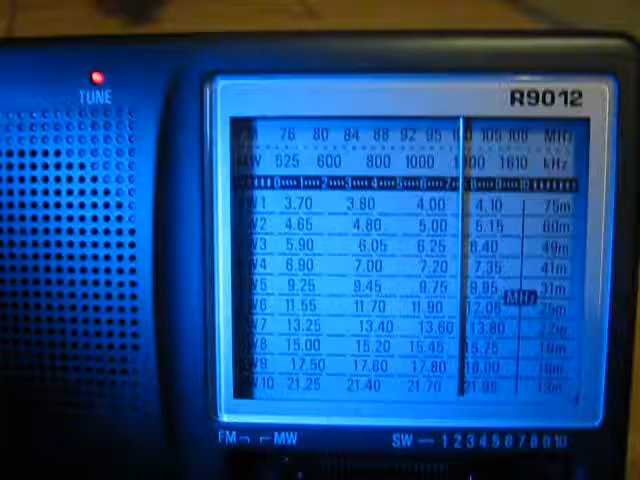 TUNE
R9012
76 80 84 88 92 95 108 MHz
MW 525 600 800 1000 1610 kHz
3.70 3.80 4.00 4.10 75m
4.65 4.80 5.00 5.15 60m
5.90 6.05 6.25 6.40 49m
6.90 7.00 7.20 7.35 41m
9.25 9.45 9.75 9.95 31m
MHz
11.55 11.70 11.90 12.05 25m
13.25 13.40 13.60 13.80
15.00 15.20 15.45 15.75
17.50 17.60 17.80 18.00
W10 21.25 21.40 21.70 21.95 13m
FM MW SW 1 2 3 4 5 6 7 8 9 10